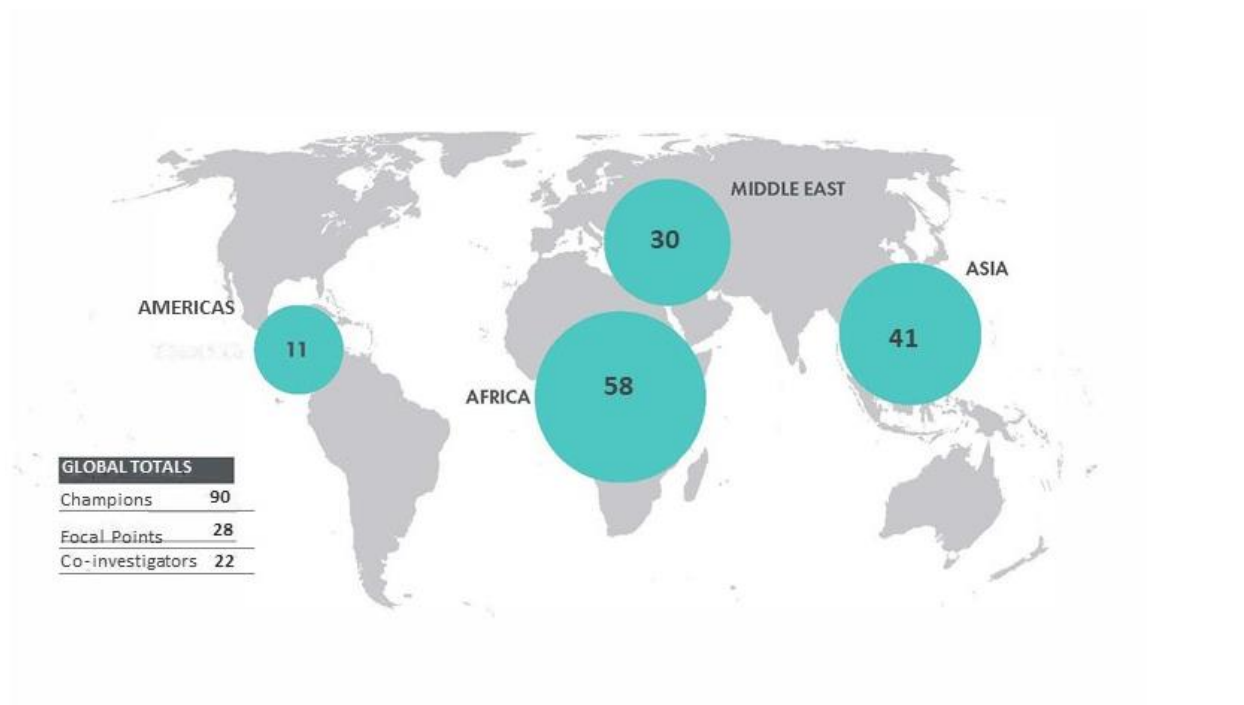 MIDDLE EAST
30
ASIA
AMERICAS
41
11
58
AFRICA
GLOBAL TOTALS
Champions 90
Focal Points 28
Co-investigators 22